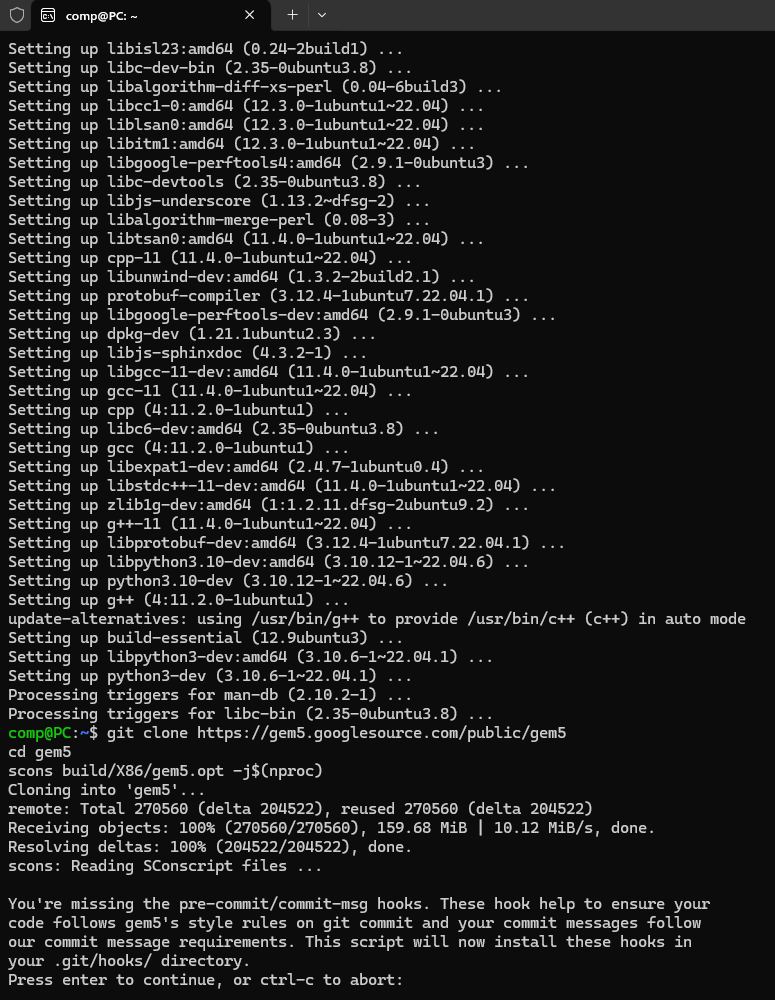 comp@PC: ~
Setting up libisl23:amd64 (0.24-2build1) ...
Setting up libc-dev-bin (2.35-0ubuntu3.8) ...
Setting up libalgorithm-diff-xs-perl (0.04-6build3) ...
Setting up libcc1-0:amd64 (12.3.0-1ubuntu1~22.04) ...
Setting up liblsan0:amd64 (12.3.0-1ubuntu1~22.04) ...
Setting up libitm1:amd64 (12.3.0-1ubuntu1~22.04) ...
Setting up libgoogle-perftools4:amd64 (2.9.1-0ubuntu3) ...
Setting up libc-devtools (2.35-0ubuntu3.8) ...
Setting up libjs-underscore (1.13.2~dfsg-2) ...
Setting up libalgorithm-merge-perl (0.08-3) ...
Setting up libtsan0:amd64 (11.4.0-1ubuntu1~22.04) ...
Setting up cpp-11 (11.4.0-1ubuntu1~22.04) ...
Setting up libunwind-dev:amd64 (1.3.2-2build2.1) ...
Setting up protobuf-compiler (3.12.4-1ubuntu7.22.04.1) ...
Setting up libgoogle-perftools-dev:amd64 (2.9.1-0ubuntu3) ...
Setting up dpkg-dev (1.21.1ubuntu2.3) ...
Setting up libjs-sphinxdoc (4.3.2-1) ...
Setting up libgcc-11-dev:amd64 (11.4.0-1ubuntu1~22.04) ...
Setting up gcc-11 (11.4.0-1ubuntu1~22.04) ...
Setting up cpp (4:11.2.0-1ubuntu1) ...
Setting up libc6-dev:amd64 (2.35-0ubuntu3.8) ...
Setting up gcc (4:11.2.0-1ubuntu1) ...
Setting up libexpat1-dev:amd64 (2.4.7-1ubuntu0.4) ...
Setting up libstdc++-11-dev:amd64 (11.4.0-1ubuntu1~22.04) ...
Setting up zlib1g-dev:amd64 (1:1.2.11.dfsg-2ubuntu9.2) ...
Setting up g++-11 (11.4.0-1ubuntu1~22.04) ...
Setting up libprotobuf-dev:amd64 (3.12.4-1ubuntu7.22.04.1) ...
Setting up libpython3.10-dev:amd64 (3.10.12-1~22.04.6) ...
Setting up python3.10-dev (3.10.12-1~22.04.6) ...
Setting up g++ (4:11.2.0-1ubuntu1) ...
update-alternatives: using /usr/bin/g++ to provide /usr/bin/c++ (c++) in auto mode
Setting up build-essential (12.9ubuntu3) ...
Setting up libpython3-dev:amd64 (3.10.6-1~22.04.1) ...
Setting up python3-dev (3.10.6-1~22.04.1) ...
Processing triggers for man-db (2.10.2-1) ...
Processing triggers for libc-bin (2.35-0ubuntu3.8) ...
comp@PC:~$ git clone https://gem5.googlesource.com/public/gem5
cd gem5
scons build/X86/gem5.opt -j$(nproc)
Cloning into 'gem5'...
remote: Total 270560 (delta 204522), reused 270560 (delta 204522)
Receiving objects: 100% (270560/270560), 159.68 MiB | 10.12 MiB/s, done.
Resolving deltas: 100% (204522/204522), done.
scons: Reading SConscript files ...
You're missing the pre-commit/commit-msg hooks. These hook help to ensure your
code follows gem5's style rules on git commit and your commit messages follow
our commit message requirements. This script will now install these hooks in
your .git/hooks/ directory.
Press enter to continue, or ctrl-c to abort: